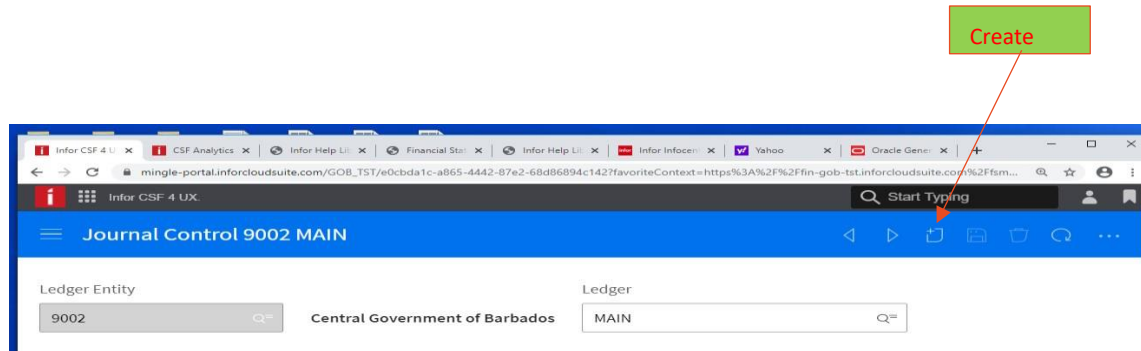 Create
Infor CSF 4 U
CSF Analytics
Infor Help Lib
Financial Stat
Infor Help Lib
Infor Infocen
Yahoo
Oracle Gener
mingle-portal.inforcloudsuite.com/GOB_TST/e0cbda1c-a865-4442-87e2-68d86894c142?favoriteContext=https%3A%2F%2Ffin-gob-tst.inforcloudsuite.com%2Ffsm...
Infor CSF 4 UX.
Start Typing
Journal Control 9002 MAIN
Ledger Entity
Ledger
9002
Central Government of Barbados
MAIN